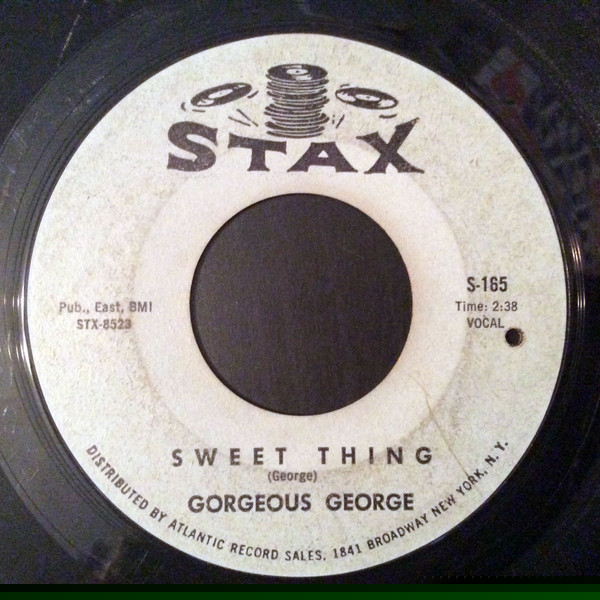 STAX
S-165
Pub., East, BMI
Time: 2:38
STX-8523
VOCAL
SWEET THING
(George)
GORGEOUS GEORGE
DISTRIBUTED BY ATLANTIC RECORD SALES, 1841 BROADWAY NEW YORK, N. Y.